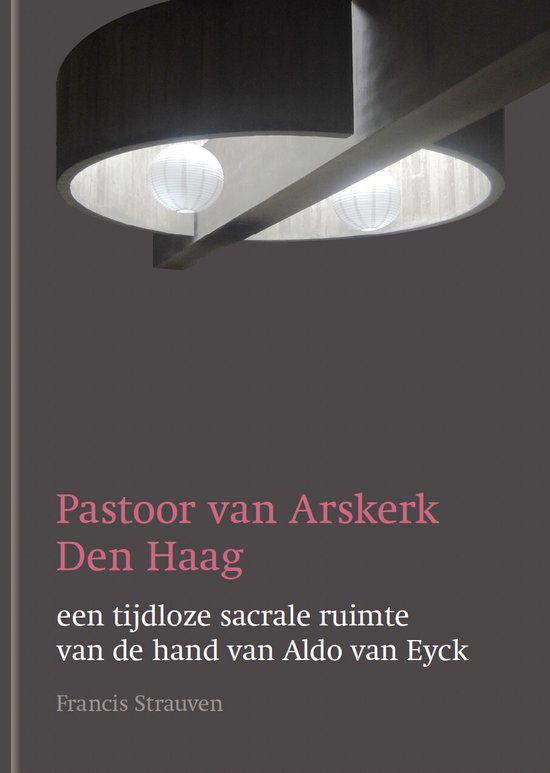 Pastoor van Arskerk
Den Haag
een tijdloze sacrale ruimte
van de hand van Aldo van Eyck
Francis Strauven